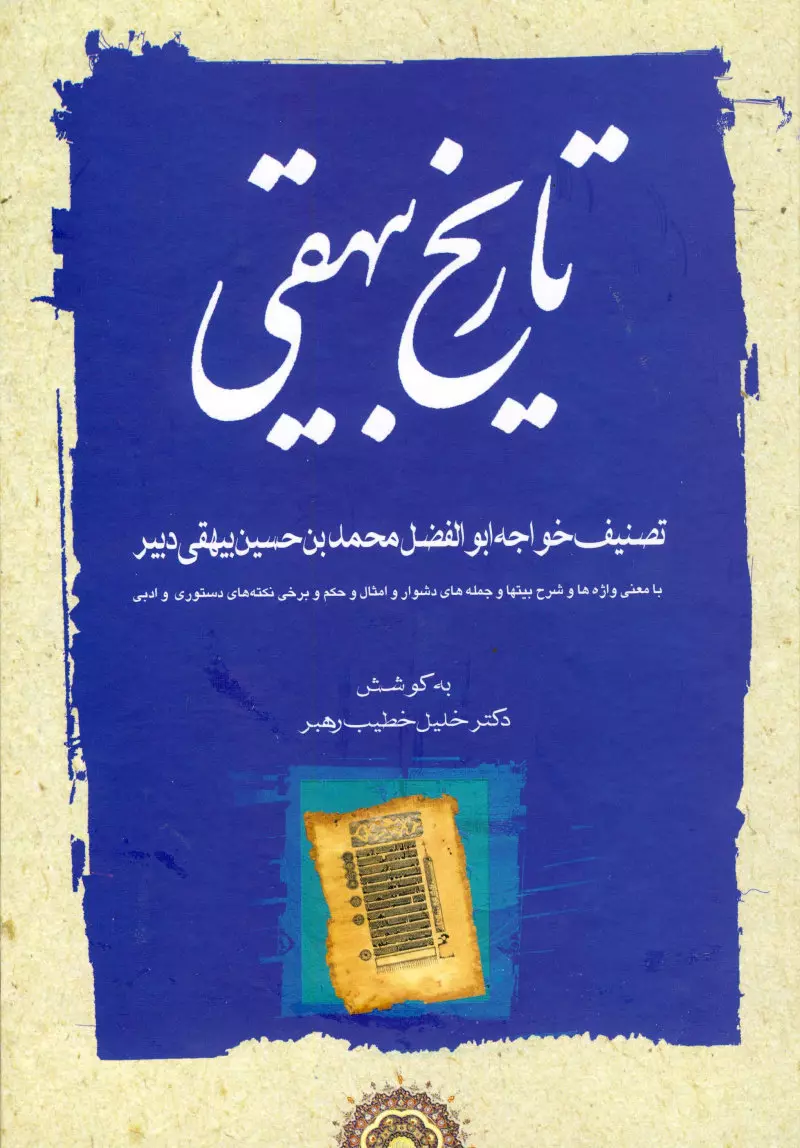 تاریخ بیهقی
تصنیف خواجه ابوالفضل محمد بن حسین بیهقی دبیر
با معنی واژه ها و شرح بیتها و جمله های دشوار و امثال و حکم و برخی نکته‌های دستوری و ادبی
به کوشش
دکتر خلیل خطیب رهبر